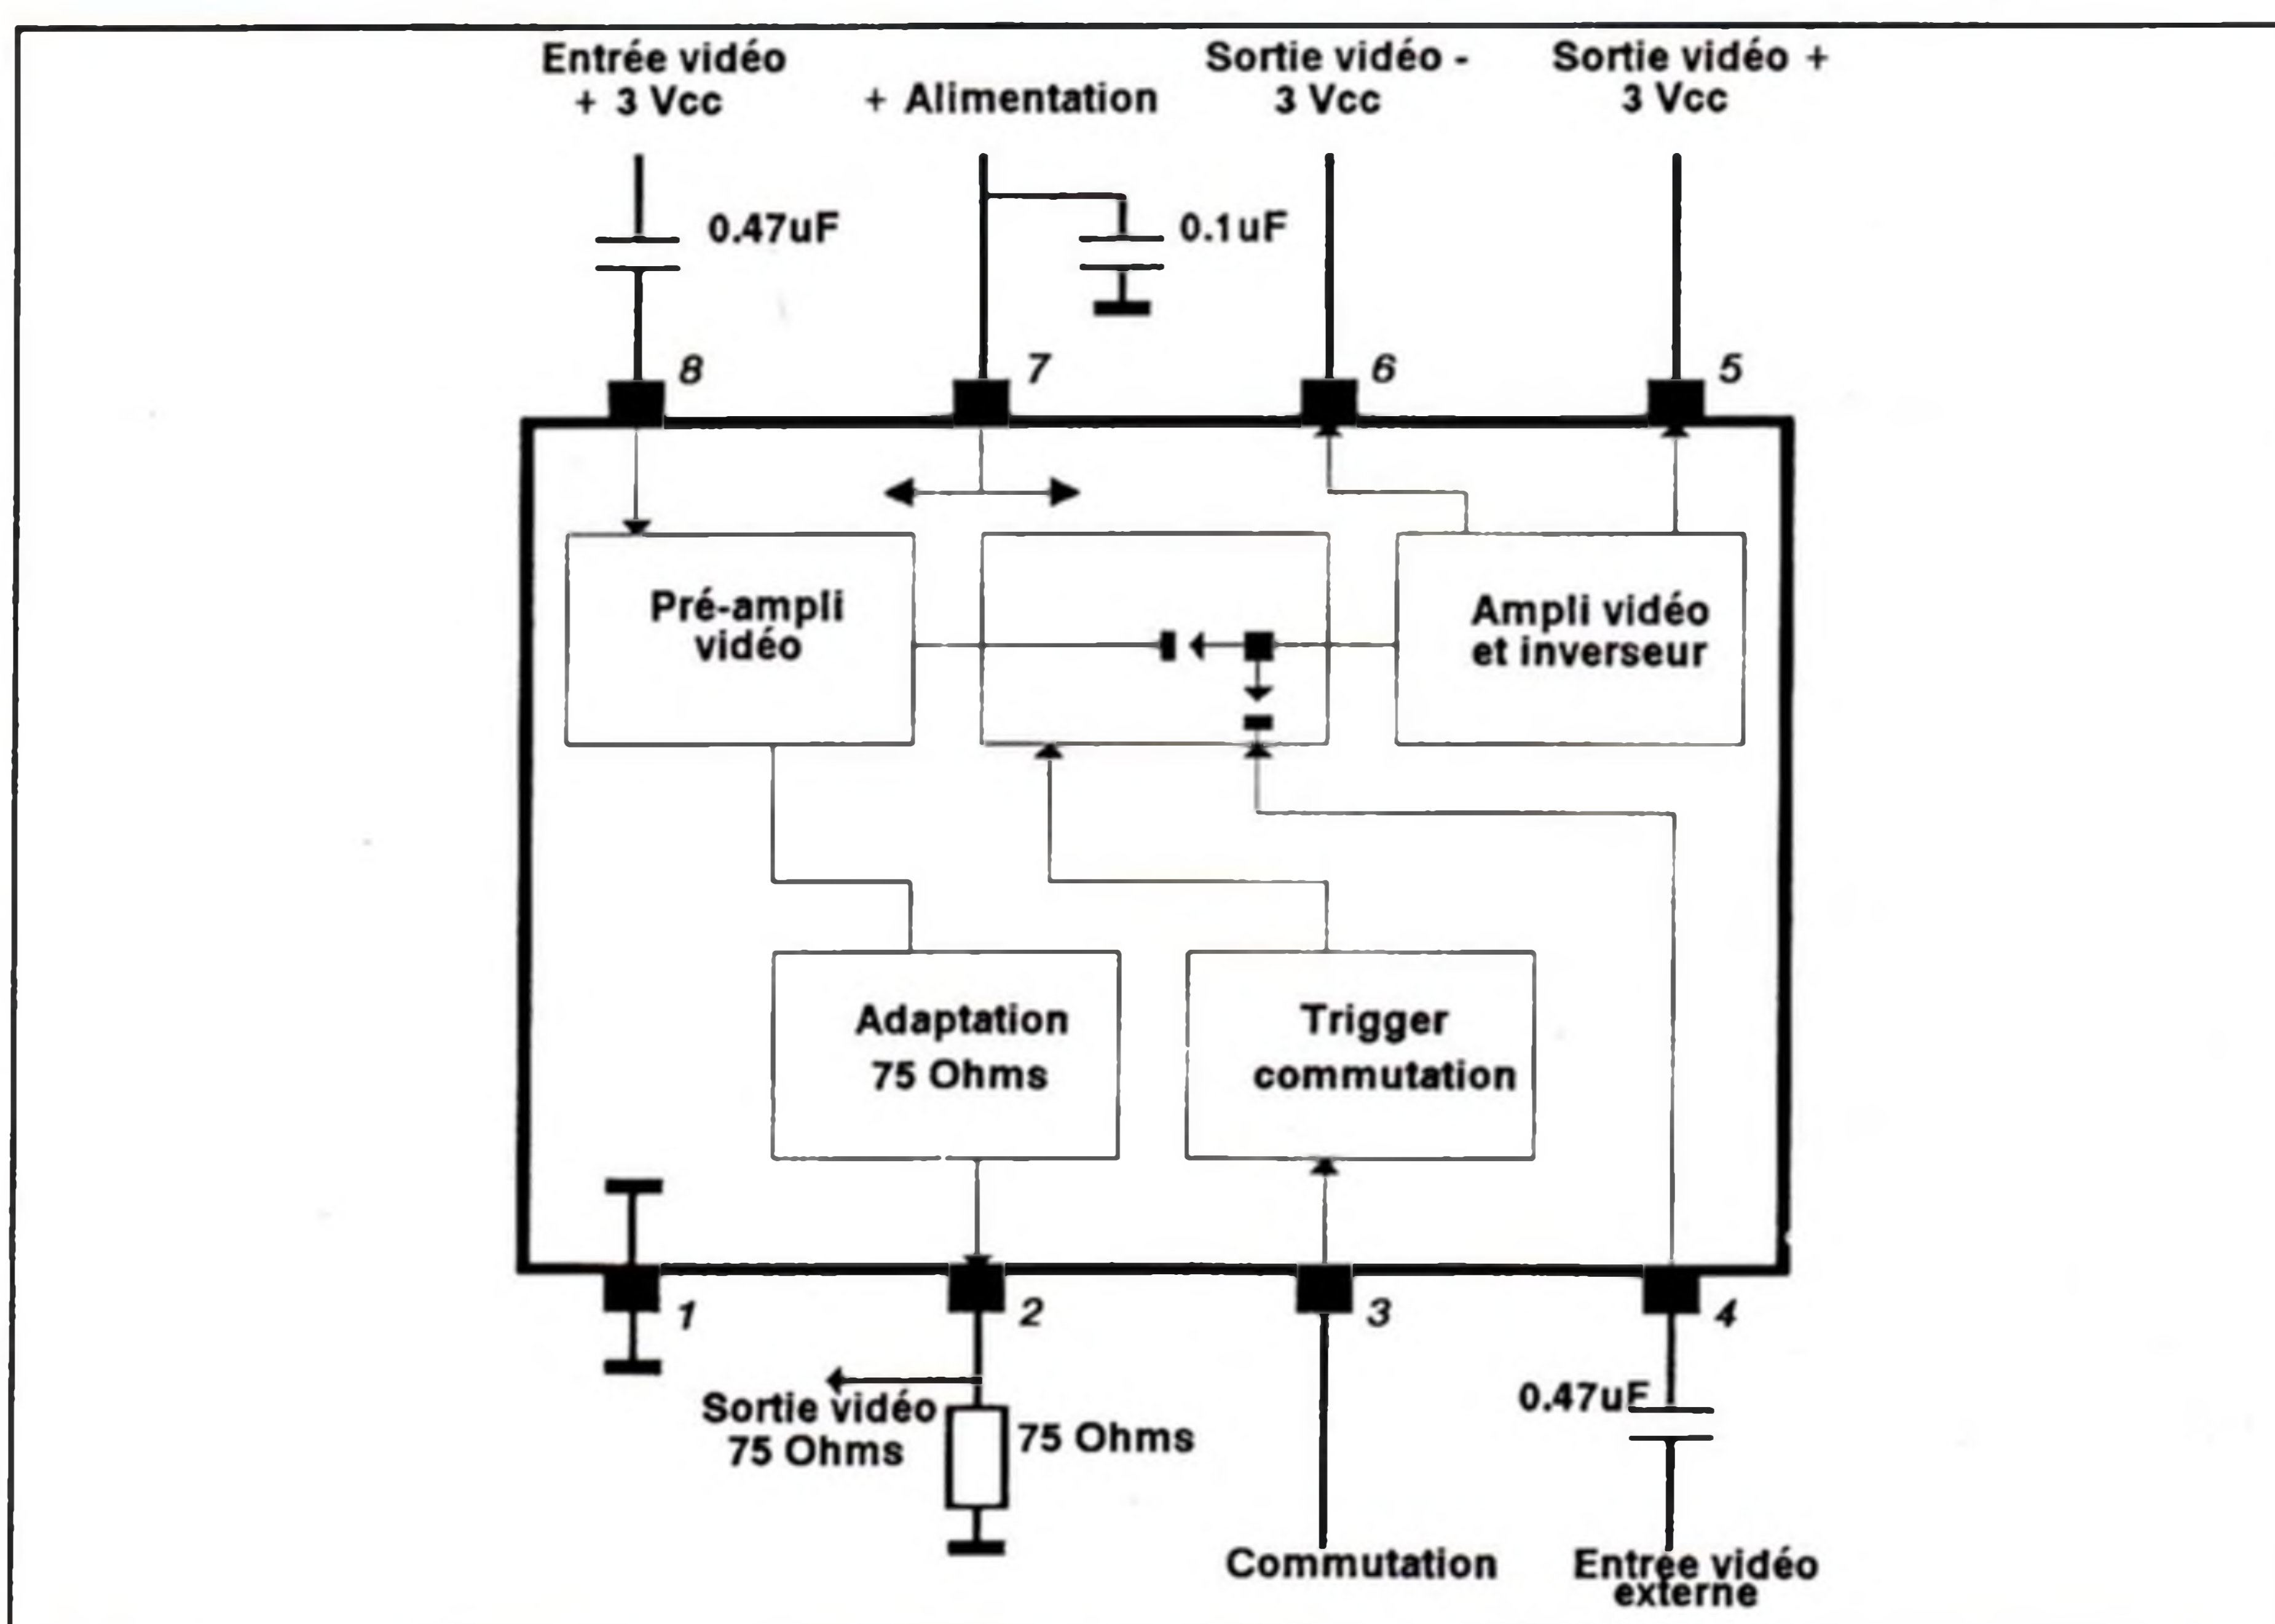 Entrée vidéo
+ 3 Vcc
+ Alimentation
Sortie vidéo -
3 Vcc
Sortie vidéo +
3 Vcc
0.47uF
0.1uF
8
7
6
5
Pré-ampli
vidéo
Ampli vidéo
et inverseur
Adaptation
75 Ohms
Trigger
commutation
1
2
3
4
Sortie vidéo
75 Ohms
75 Ohms
0.47uF
Commutation
Entrée vidéo
externe